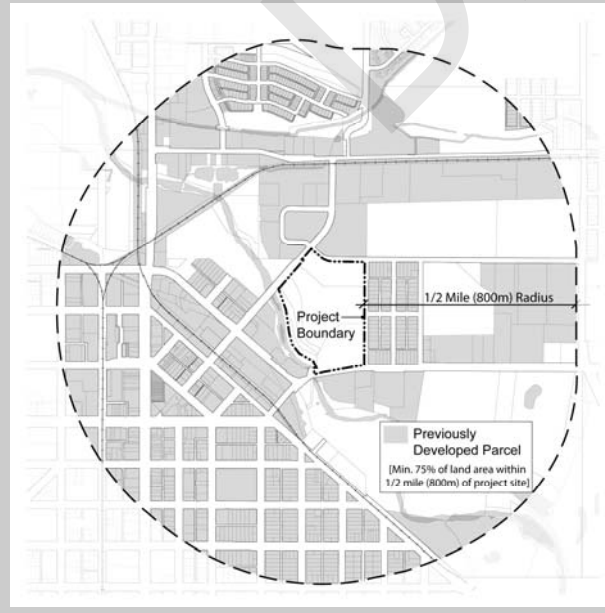 1/2 Mile (800m) Radius
Project
Boundary
Previously
Developed Parcel
[Min. 75% of land area within
1/2 mile (800m) of project site]